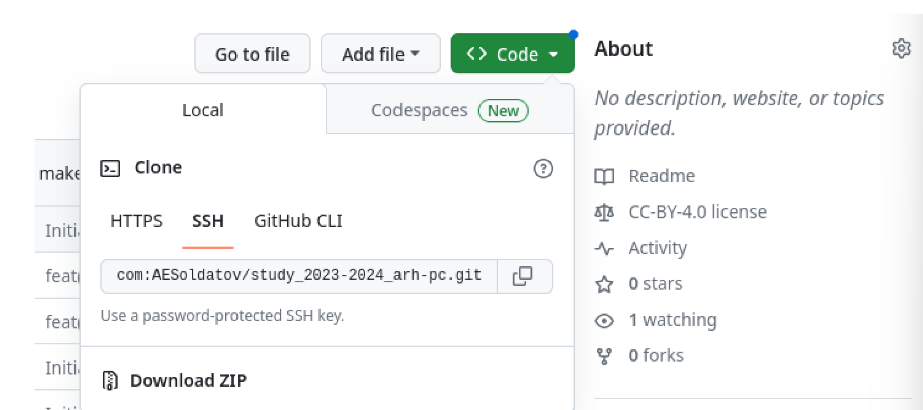 Go to file
Add file
Code
About
Local
Codespaces New
No description, website, or topics
provided.
make
Clone
Readme
HTTPS SSH GitHub CLI
CC-BY-4.0 license
Initi
Activity
com:AESoldatov/study_2023-2024_arh-pc.git
feat(
0 stars
Use a password-protected SSH key.
feat(
1 watching
0 forks
Initi
Download ZIP